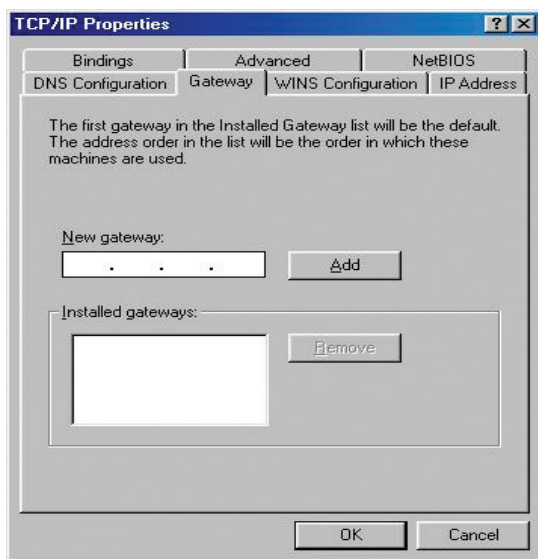 TCP/IP Properties
Bindings
Advanced
NetBIOS
DNS Configuration
Gateway
WINS Configuration
IP Address
The first gateway in the Installed Gateway list will be the default.
The address order in the list will be the order in which these
machines are used.
New gateway:
. . .
Add
Installed gateways:
Remove
OK
Cancel